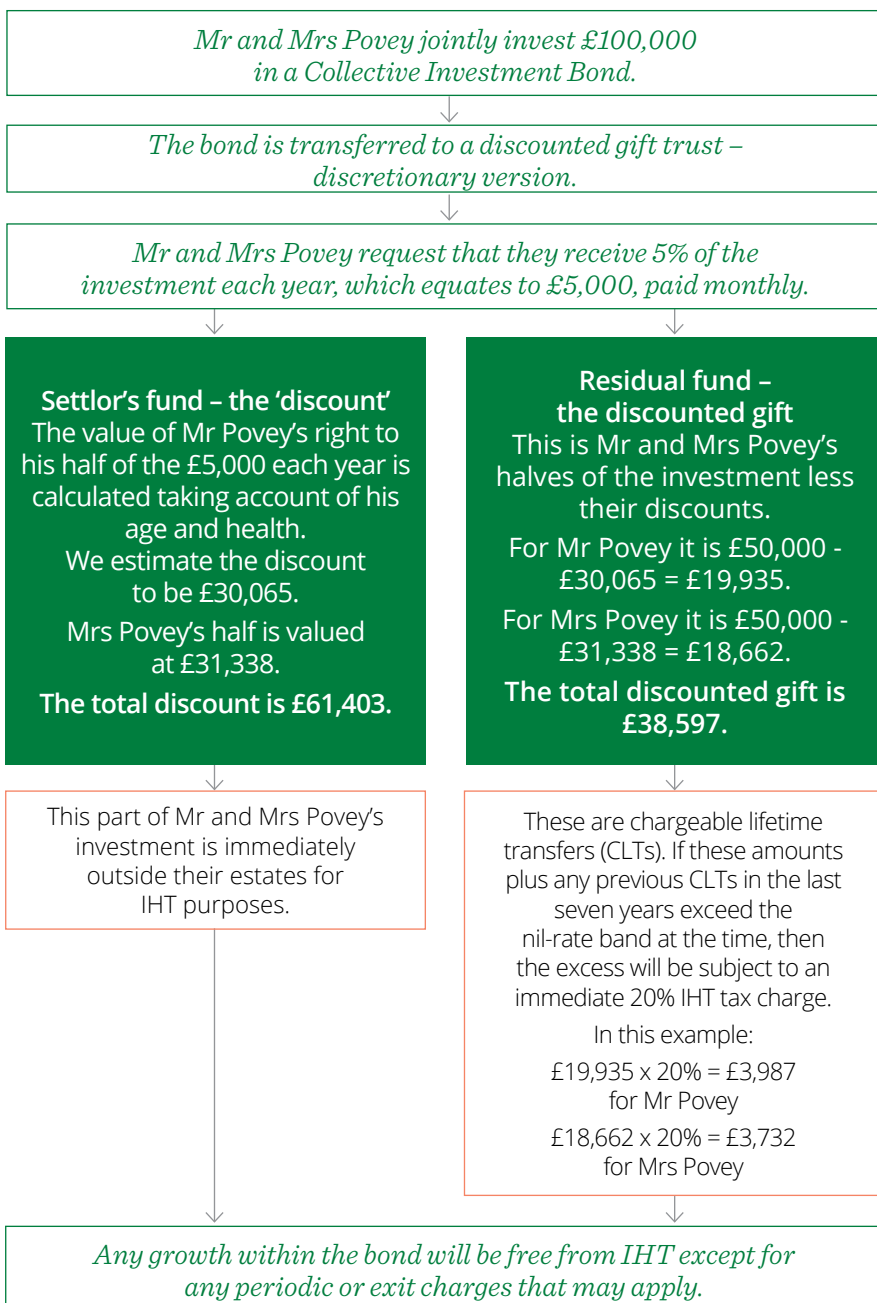 Mr and Mrs Povey jointly invest £100,000
in a Collective Investment Bond.
The bond is transferred to a discounted gift trust –
discretionary version.
Mr and Mrs Povey request that they receive 5% of the
investment each year, which equates to £5,000, paid monthly.
Settlor's fund – the 'discount'
The value of Mr Povey's right to
his half of the £5,000 each year is
calculated taking account of his
age and health.
We estimate the discount
to be £30,065.
Mrs Povey's half is valued
at £31,338.
The total discount is £61,403.
Residual fund –
the discounted gift
This is Mr and Mrs Povey's
halves of the investment less
their discounts.
For Mr Povey it is £50,000 -
£30,065 = £19,935.
For Mrs Povey it is £50,000 -
£31,338 = £18,662.
The total discounted gift is
£38,597.
This part of Mr and Mrs Povey's
investment is immediately
outside their estates for
IHT purposes.
These are chargeable lifetime
transfers (CLTs). If these amounts
plus any previous CLTs in the last
seven years exceed the
nil-rate band at the time, then
the excess will be subject to an
immediate 20% IHT tax charge.
In this example:
£19,935 x 20% = £3,987
for Mr Povey
£18,662 x 20% = £3,732
for Mrs Povey
Any growth within the bond will be free from IHT except for
any periodic or exit charges that may apply.